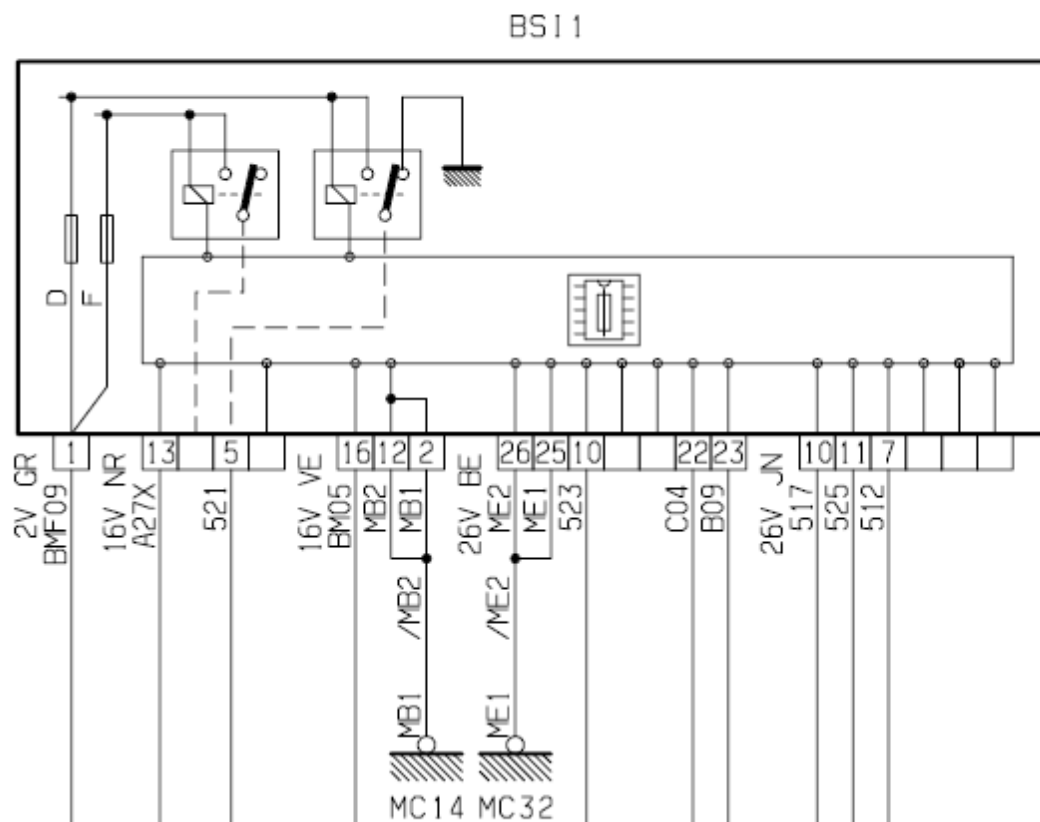 BSI1
D
F
1
13
5
16
12
2
26
25
10
22
23
10
11
7
2V GR
BMF09
16V NR
A27X
521
16V VE
BM05
MB2
MB1
26V BE
ME2
ME1
523
C04
B09
26V JN
517
525
512
/MB2
/ME2
MB1
ME1
MC14
MC32